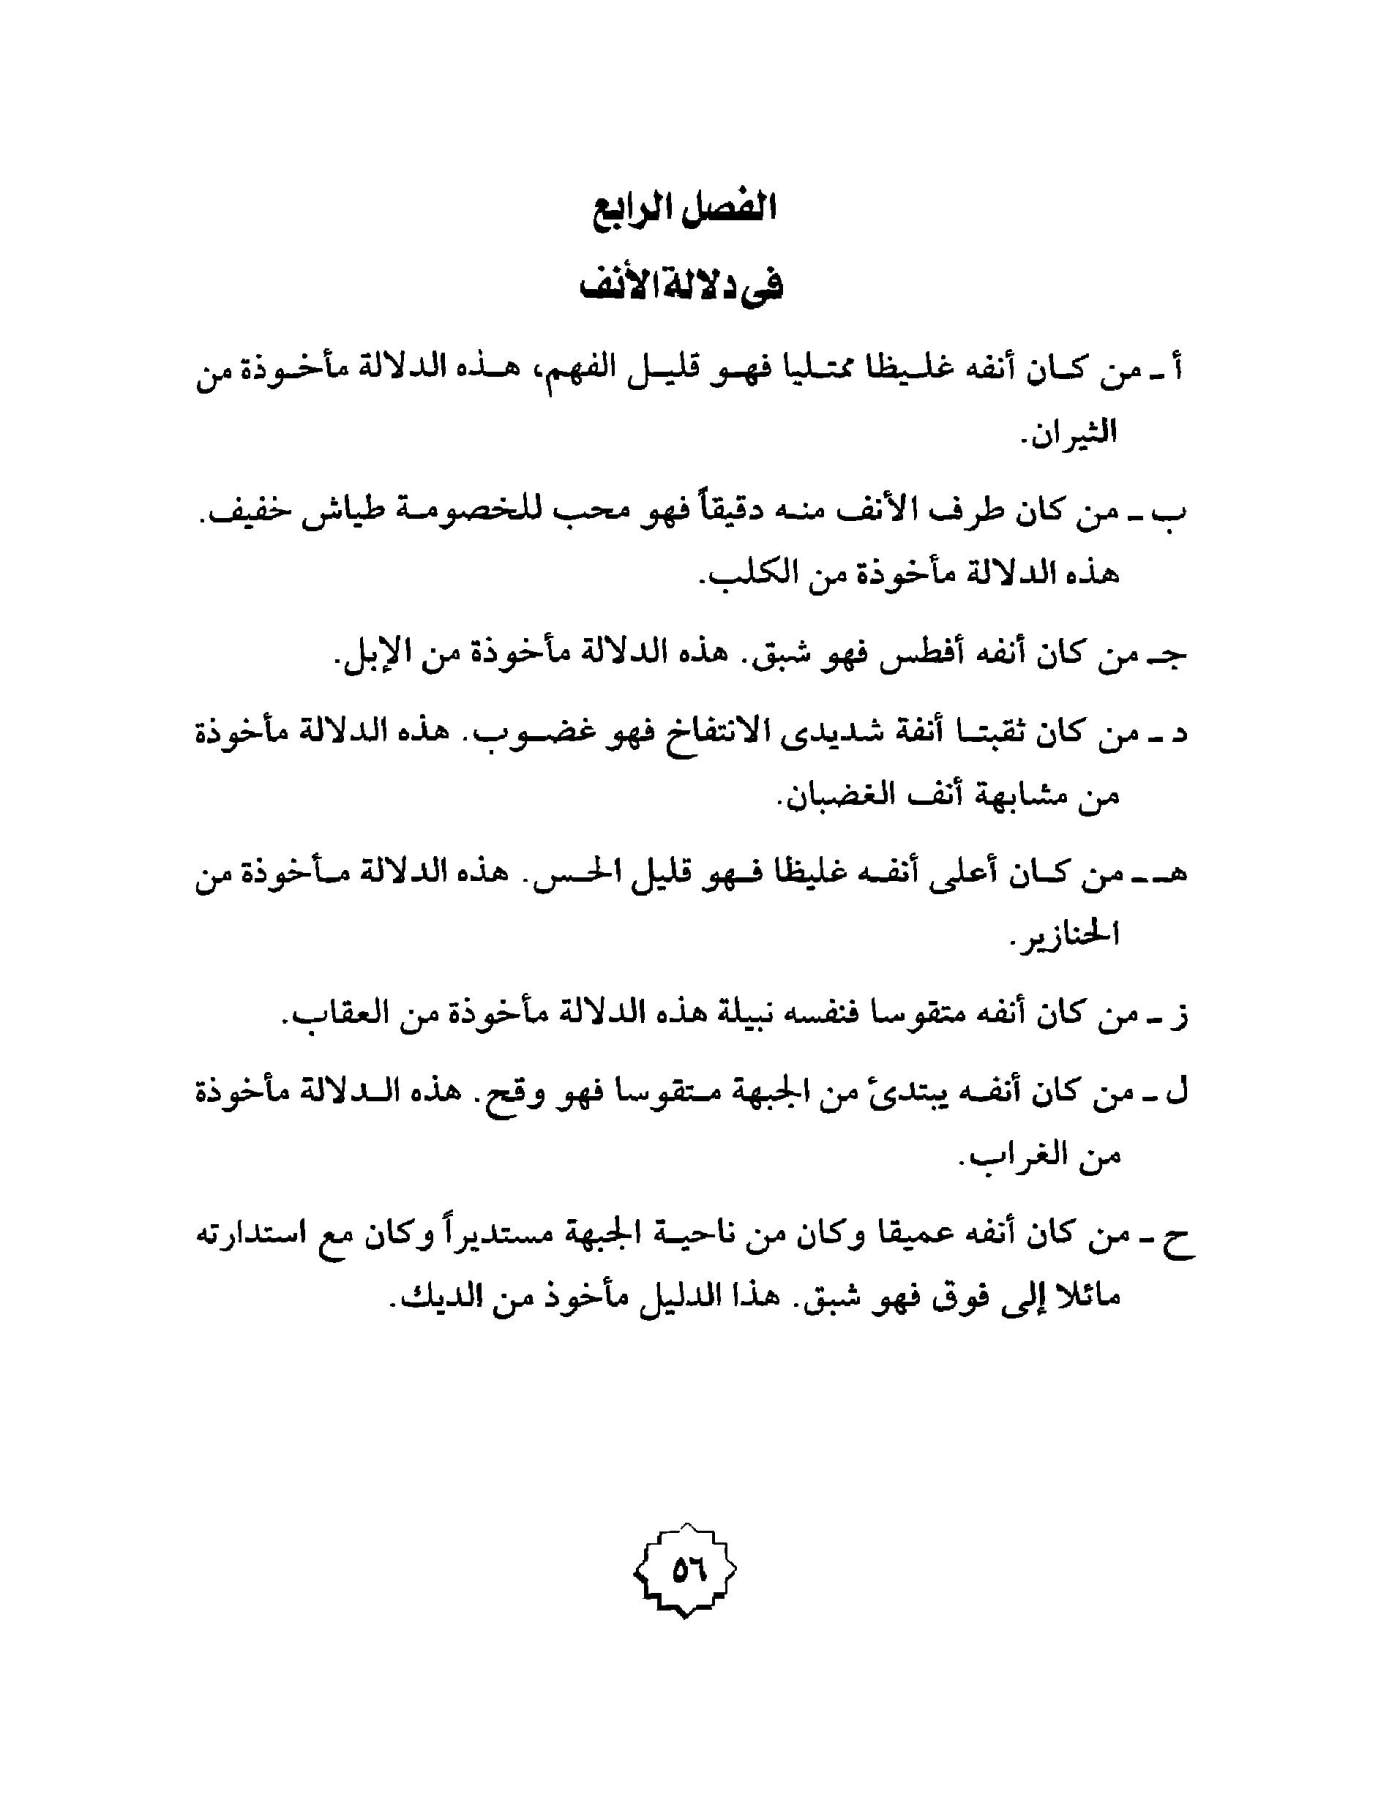 الفصل الرابع
فى دلالة الأنف
أ ـ من كان أنفه غليظا ممتليا فهو قليل الفهم، هذه الدلالة مأخوذة من
الثيران.
ب ـ من كان طرف الأنف منه دقيقاً فهو محب للخصومة طياش خفيف.
هذه الدلالة مأخوذة من الكلب.
جـ ـ من كان أنفه أفطس فهو شبق. هذه الدلالة مأخوذة من الإبل.
د ـ من كان ثقبتا أنفة شديدى الانتفاخ فهو غضوب. هذه الدلالة مأخوذة
من مشابهة أنف الغضبان.
هـ ـ من كان أعلى أنفه غليظا فهو قليل الحس. هذه الدلالة مأخوذة من
الحنازير.
ز ـ من كان أنفه متقوسا فنفسه نبيلة هذه الدلالة مأخوذة من العقاب.
ل ـ من كان أنفه يبتدئ من الجبهة متقوسا فهو وقح. هذه الدلالة مأخوذة
من الغراب.
ح ـ من كان أنفه عميقا وكان من ناحية الجبهة مستديراً وكان مع استدارته
مائلا إلى فوق فهو شبق. هذا الدليل مأخوذ من الديك.
٥٦